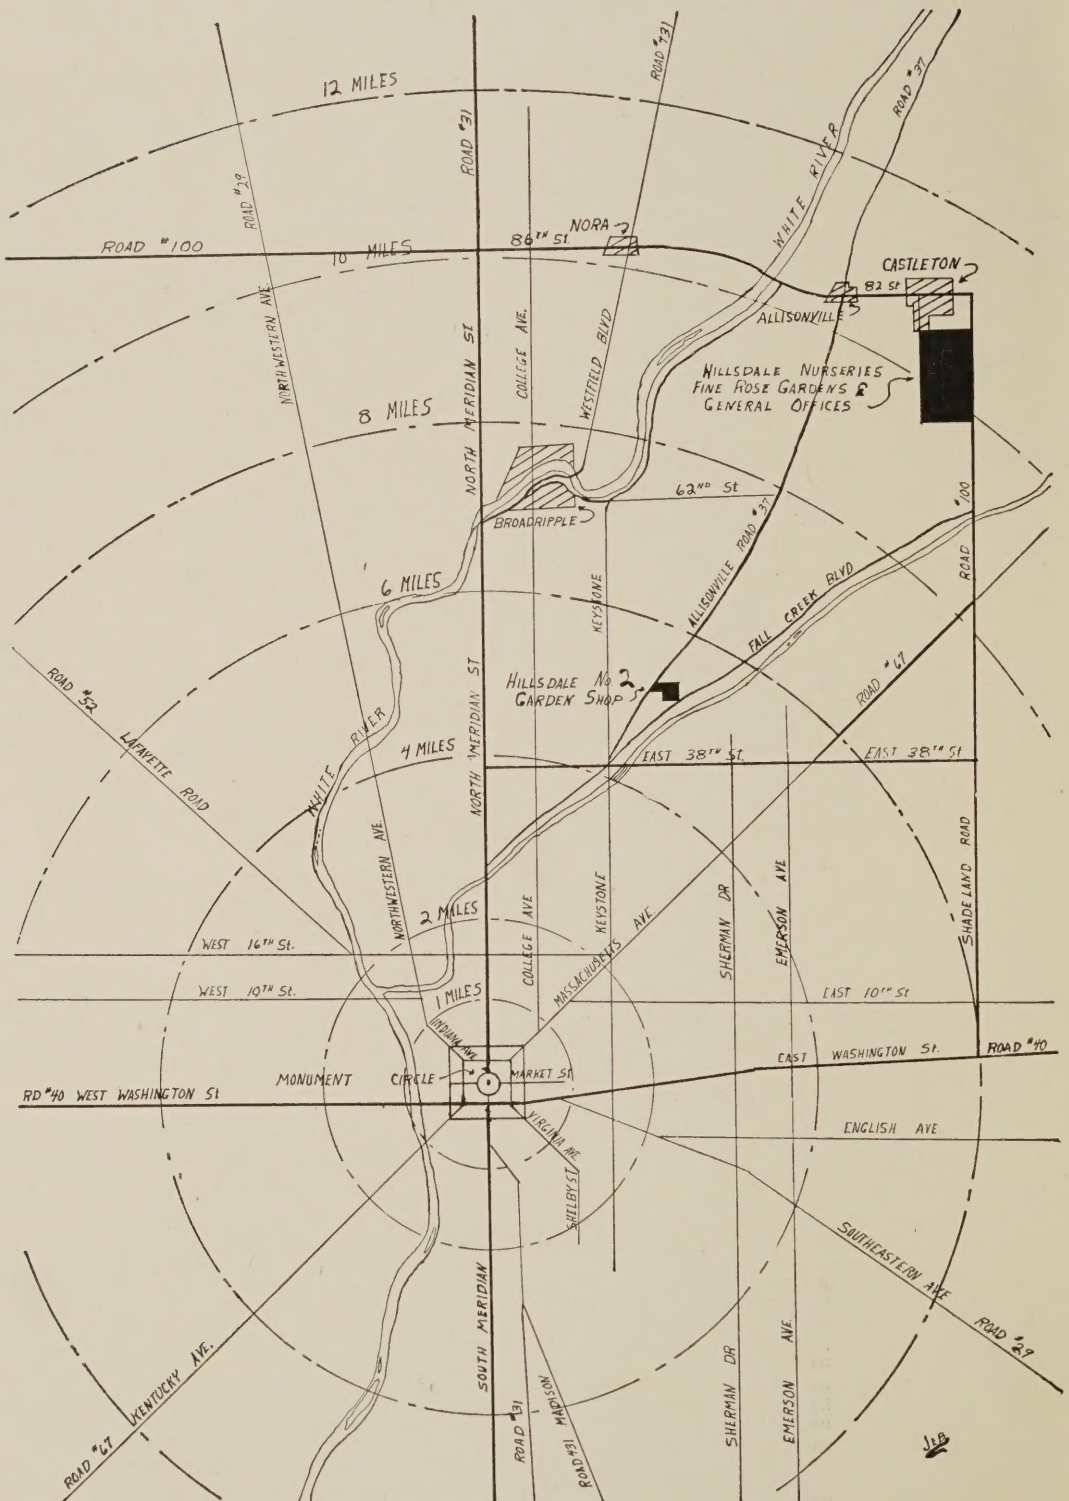 12 MILES
ROAD #31
ROAD #431
ROAD #37
ROAD #29
WHITE RIVER
NORA
ROAD #100
10 MILES
86TH St.
CASTLETON
82 St
ALLISONVILLE
NORTHWESTERN AVE.
NORTH MERIDIAN ST
COLLEGE AVE.
WESTFIELD BLVD
HILLSDALE NURSERIES
FINE ROSE GARDENS &
GENERAL OFFICES
8 MILES
62ND St
BROADRIPPLE
#100
ROAD
ALLISONVILLE ROAD #37
6 MILES
KEYSTONE
FALL CREEK BLVD
ROAD #52
ROAD #67
HILLSDALE No. 2
GARDEN SHOP
NORTH MERIDIAN ST
LAFAYETTE ROAD
WHITE RIVER
4 MILES
EAST 38TH St.
EAST 38TH St
NORTHWESTERN AVE.
SHADELAND ROAD
KEYSTONE
SHERMAN DR
EMERSON AVE
2 MILES
COLLEGE AVE
MASSACHUSETTS AVE
WEST 16TH St.
WEST 10TH St.
1 MILES
EAST 10TH St
INDIANA AVE
EAST WASHINGTON St.
ROAD #40
MONUMENT CIRCLE
MARKET St
RD #40 WEST WASHINGTON St
VIRGINIA AVE.
ENGLISH AVE
SHELBY ST
SOUTHEASTERN AVE
ROAD #29
SOUTH MERIDIAN
KENTUCKY AVE.
ROAD #67
ROAD #31
ROAD #431 MADISON
SHERMAN DR
EMERSON AVE.